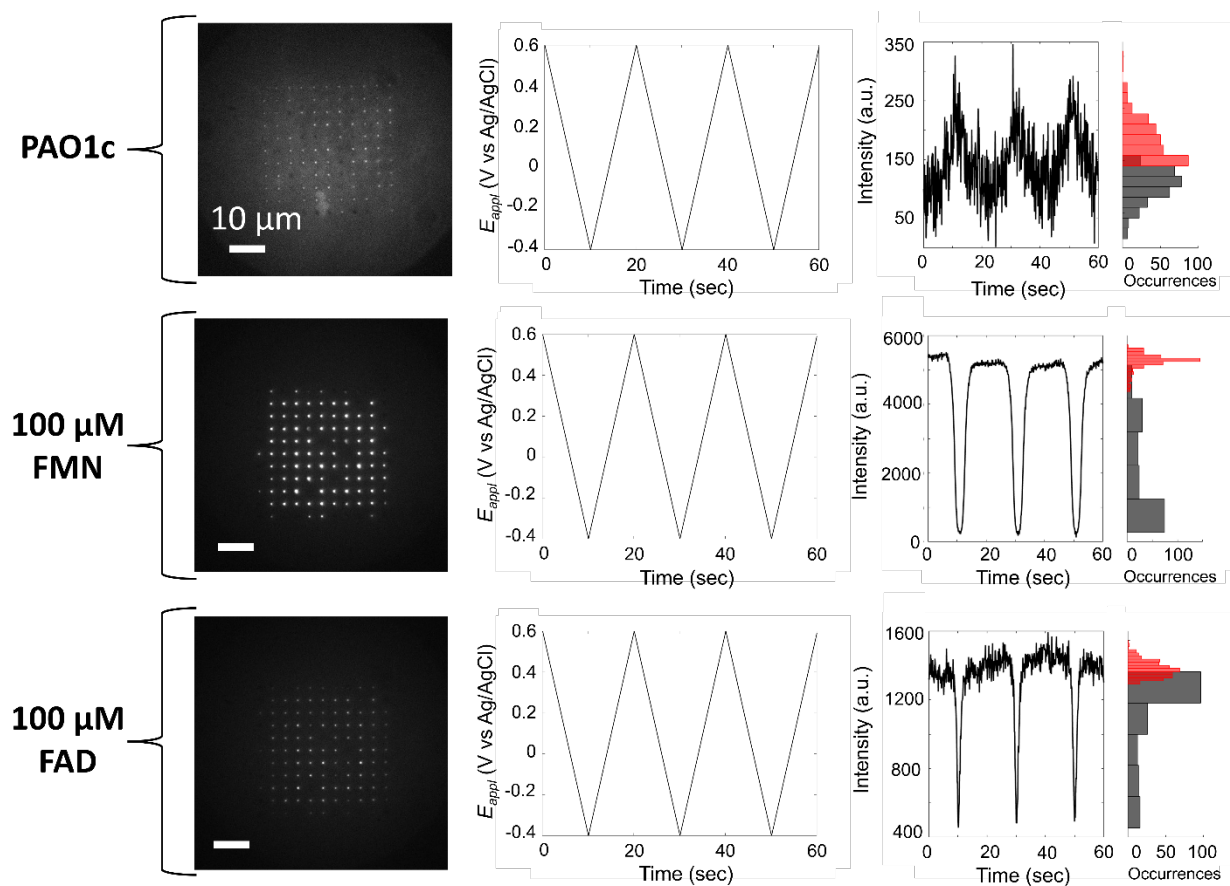 PAO1c
10 µm
0.6
0.4
0.2
0
-0.2
-0.4
E_appl (V vs Ag/AgCl)
0 20 40 60
Time (sec)
350
250
150
50
Intensity (a.u.)
0 20 40 60
Time (sec)
0 50 100
Occurrences
100 µM
FMN
0.6
0.4
0.2
0
-0.2
-0.4
E_appl (V vs Ag/AgCl)
0 20 40 60
Time (sec)
6000
4000
2000
0
Intensity (a.u.)
0 20 40 60
Time (sec)
0 50 100
Occurrences
100 µM
FAD
0.6
0.4
0.2
0
-0.2
-0.4
E_appl (V vs Ag/AgCl)
0 20 40 60
Time (sec)
1600
1200
800
400
Intensity (a.u.)
0 20 40 60
Time (sec)
0 50 100
Occurrences